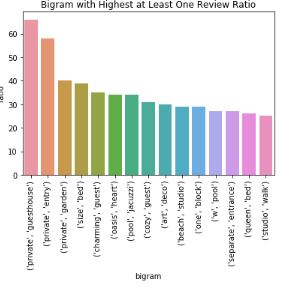 Bigram with Highest at Least One Review Ratio
60
50
40
30
20
10
0
('private', 'guesthouse')
('private', 'entry')
('private', 'garden')
('size', 'bed')
('charming', 'guest')
('oasis', 'heart')
('pool', 'jacuzzi')
('cozy', 'guest')
('art', 'deco')
('beach', 'studio')
('one', 'block')
('w', 'pool')
('separate', 'entrance')
('queen', 'bed')
('studio', 'walk')
bigram